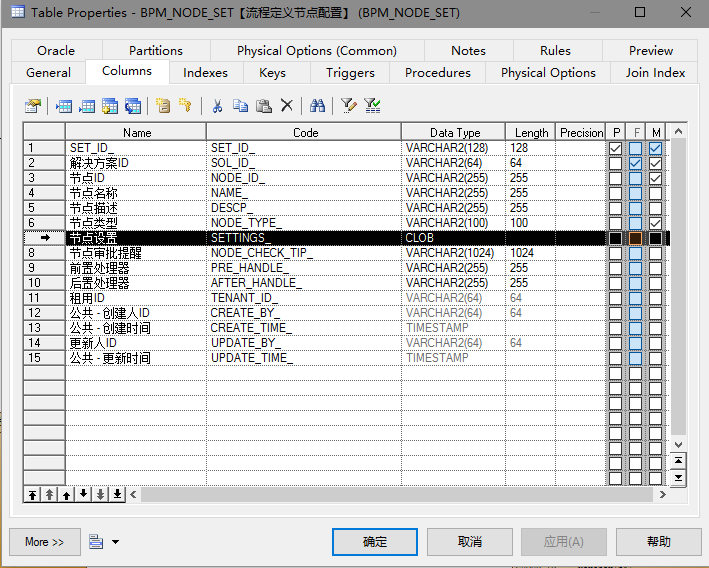 Table Properties - BPM_NODE_SET【流程定义节点配置】 (BPM_NODE_SET)
Oracle Partitions Physical Options (Common) Notes Rules Preview
General Columns Indexes Keys Triggers Procedures Physical Options Join Index
Name Code Data Type Length Precision P F M
1 SET_ID_ SET_ID_ VARCHAR2(128) 128
2 解决方案ID SOL_ID_ VARCHAR2(64) 64
3 节点ID NODE_ID_ VARCHAR2(255) 255
4 节点名称 NAME_ VARCHAR2(255) 255
5 节点描述 DESCP_ VARCHAR2(255) 255
6 节点类型 NODE_TYPE_ VARCHAR2(100) 100
节点设置 SETTINGS_ CLOB
8 节点审批提醒 NODE_CHECK_TIP_ VARCHAR2(1024) 1024
9 前置处理器 PRE_HANDLE_ VARCHAR2(255) 255
10 后置处理器 AFTER_HANDLE_ VARCHAR2(255) 255
11 租用ID TENANT_ID_ VARCHAR2(64) 64
12 公共 - 创建人ID CREATE_BY_ VARCHAR2(64) 64
13 公共 - 创建时间 CREATE_TIME_ TIMESTAMP
14 更新人ID UPDATE_BY_ VARCHAR2(64) 64
15 公共 - 更新时间 UPDATE_TIME_ TIMESTAMP
More >> 确定 取消 应用(A) 帮助